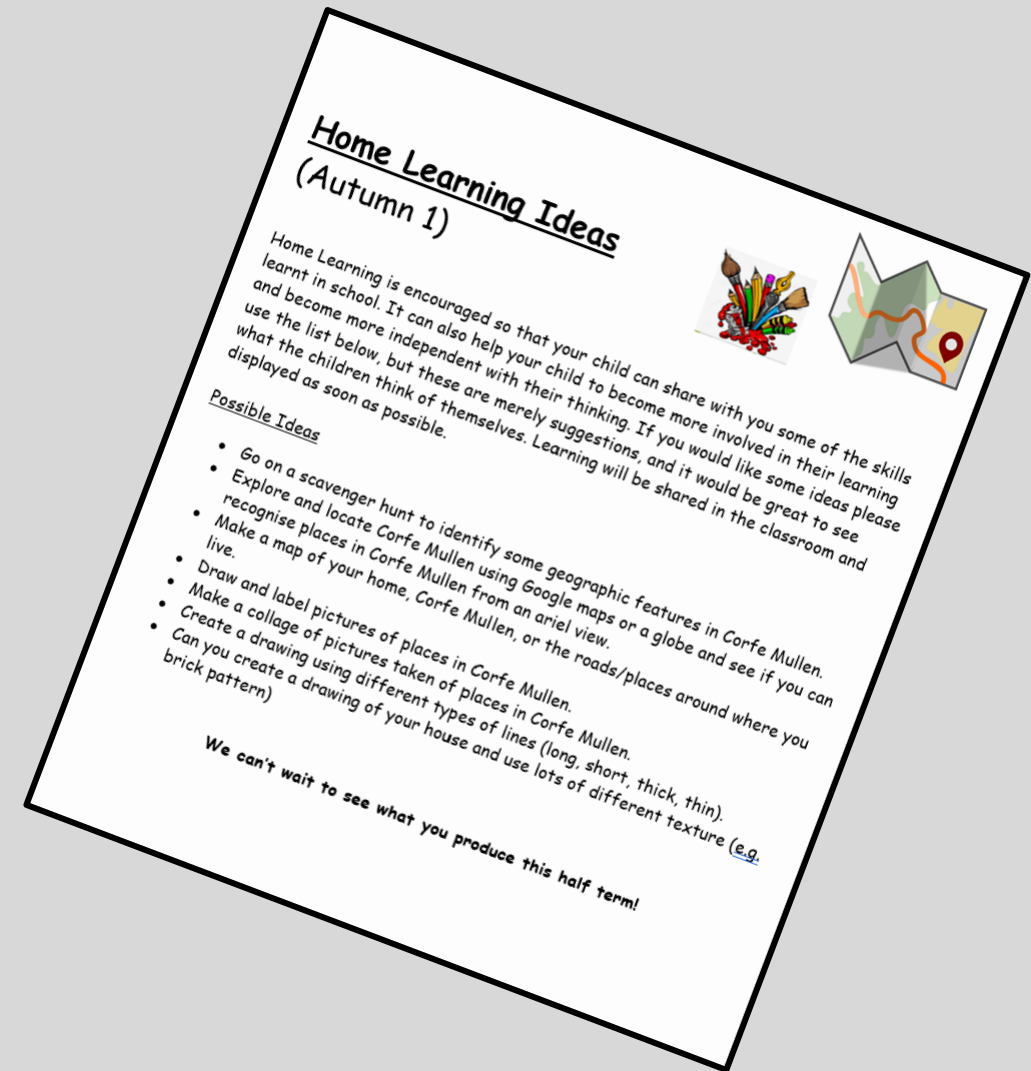 Home Learning Ideas
(Autumn 1)
Home Learning is encouraged so that your child can share with you some of the skills
learnt in school. It can also help your child to become more involved in their learning
and become more independent with their thinking. If you would like some ideas please
use the list below, but these are merely suggestions, and it would be great to see
what the children think of themselves. Learning will be shared in the classroom and
displayed as soon as possible.
Possible Ideas
• Go on a scavenger hunt to identify some geographic features in Corfe Mullen.
• Explore and locate Corfe Mullen using Google maps or a globe and see if you can
recognise places in Corfe Mullen from an ariel view.
• Make a map of your home, Corfe Mullen, or the roads/places around where you
live.
• Draw and label pictures of places in Corfe Mullen.
• Make a collage of pictures taken of places in Corfe Mullen.
• Create a drawing using different types of lines (long, short, thick, thin).
• Can you create a drawing of your house and use lots of different texture (e.g.
brick pattern)
We can't wait to see what you produce this half term!